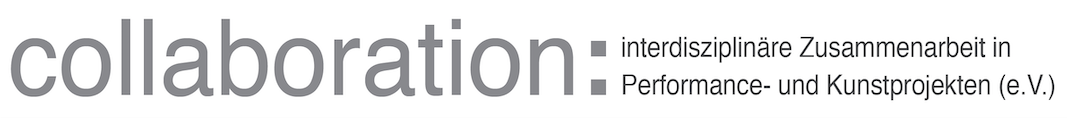 collaboration:
interdisziplinäre Zusammenarbeit in
Performance- und Kunstprojekten (e.V.)